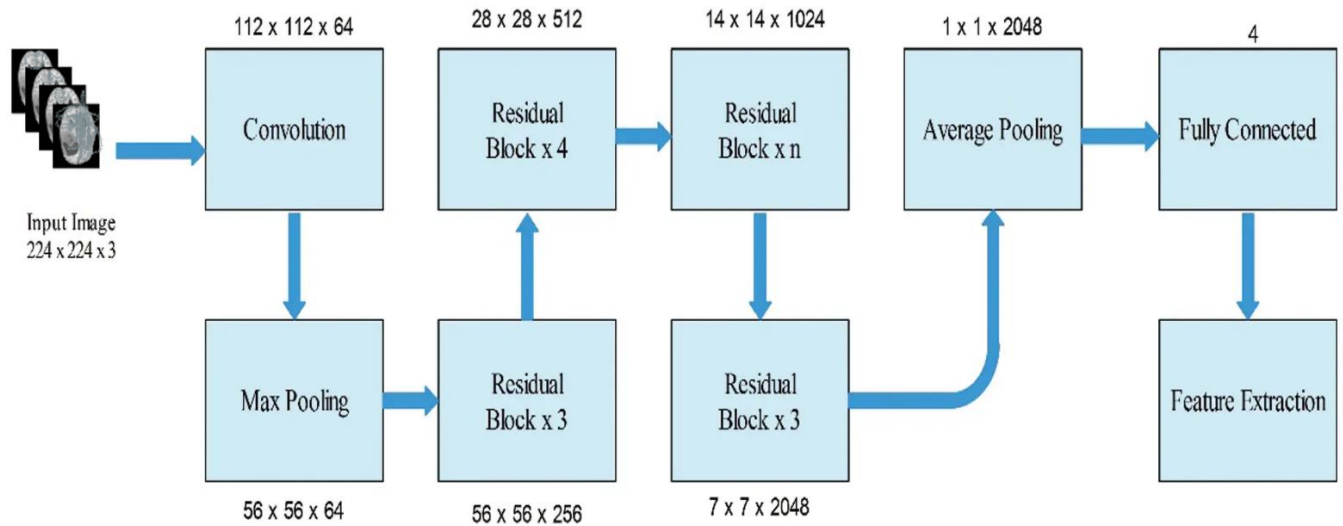 112 x 112 x 64
28 x 28 x 512
14 x 14 x 1024
1 x 1 x 2048
4
Convolution
Residual
Block x 4
Residual
Block x n
Average Pooling
Fully Connected
Input Image
224 x 224 x 3
Max Pooling
Residual
Block x 3
Residual
Block x 3
Feature Extraction
56 x 56 x 64
56 x 56 x 256
7 x 7 x 2048